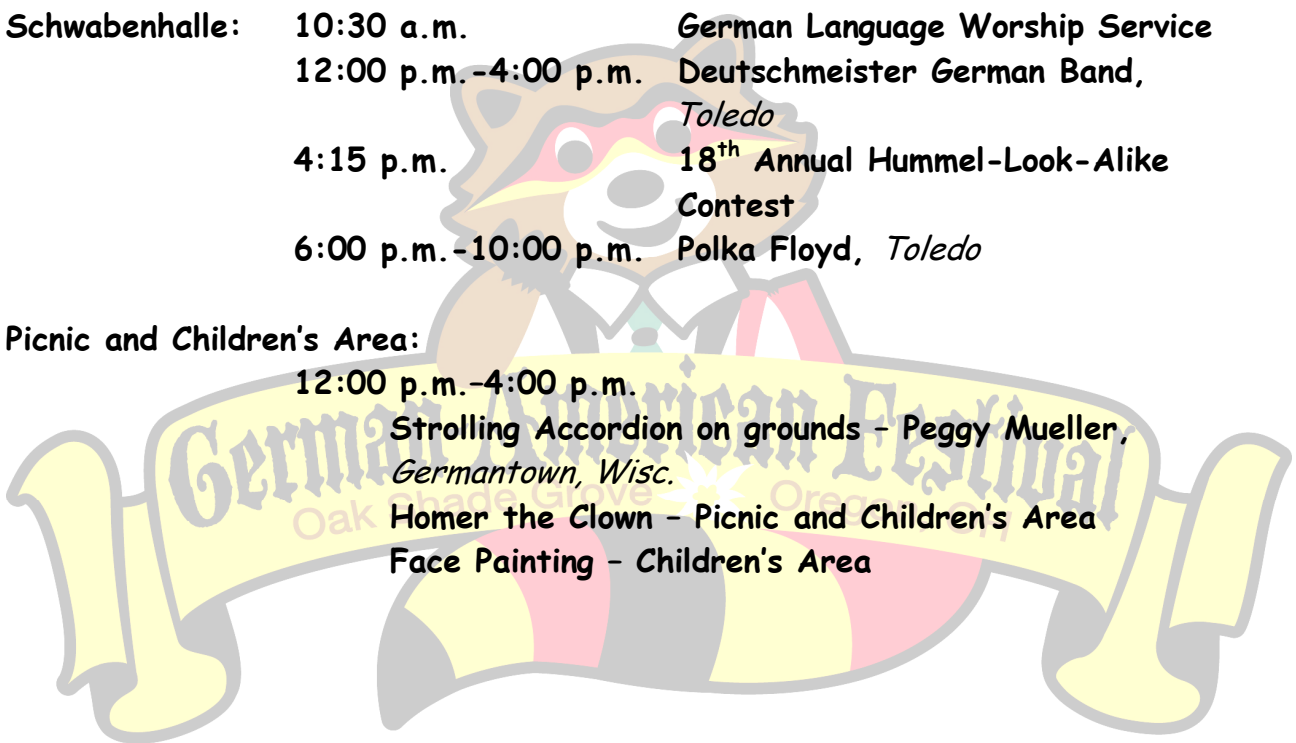 Schwabenhalle: 10:30 a.m. German Language Worship Service
12:00 p.m.-4:00 p.m. Deutschmeister German Band,
Toledo
4:15 p.m. 18th Annual Hummel-Look-Alike
Contest
6:00 p.m.-10:00 p.m. Polka Floyd, Toledo
Picnic and Children’s Area:
12:00 p.m.–4:00 p.m.
Strolling Accordion on grounds – Peggy Mueller,
Germantown, Wisc.
Homer the Clown – Picnic and Children’s Area
Face Painting – Children’s Area
German American Festival
Oak Shade Grove Oregon, OH